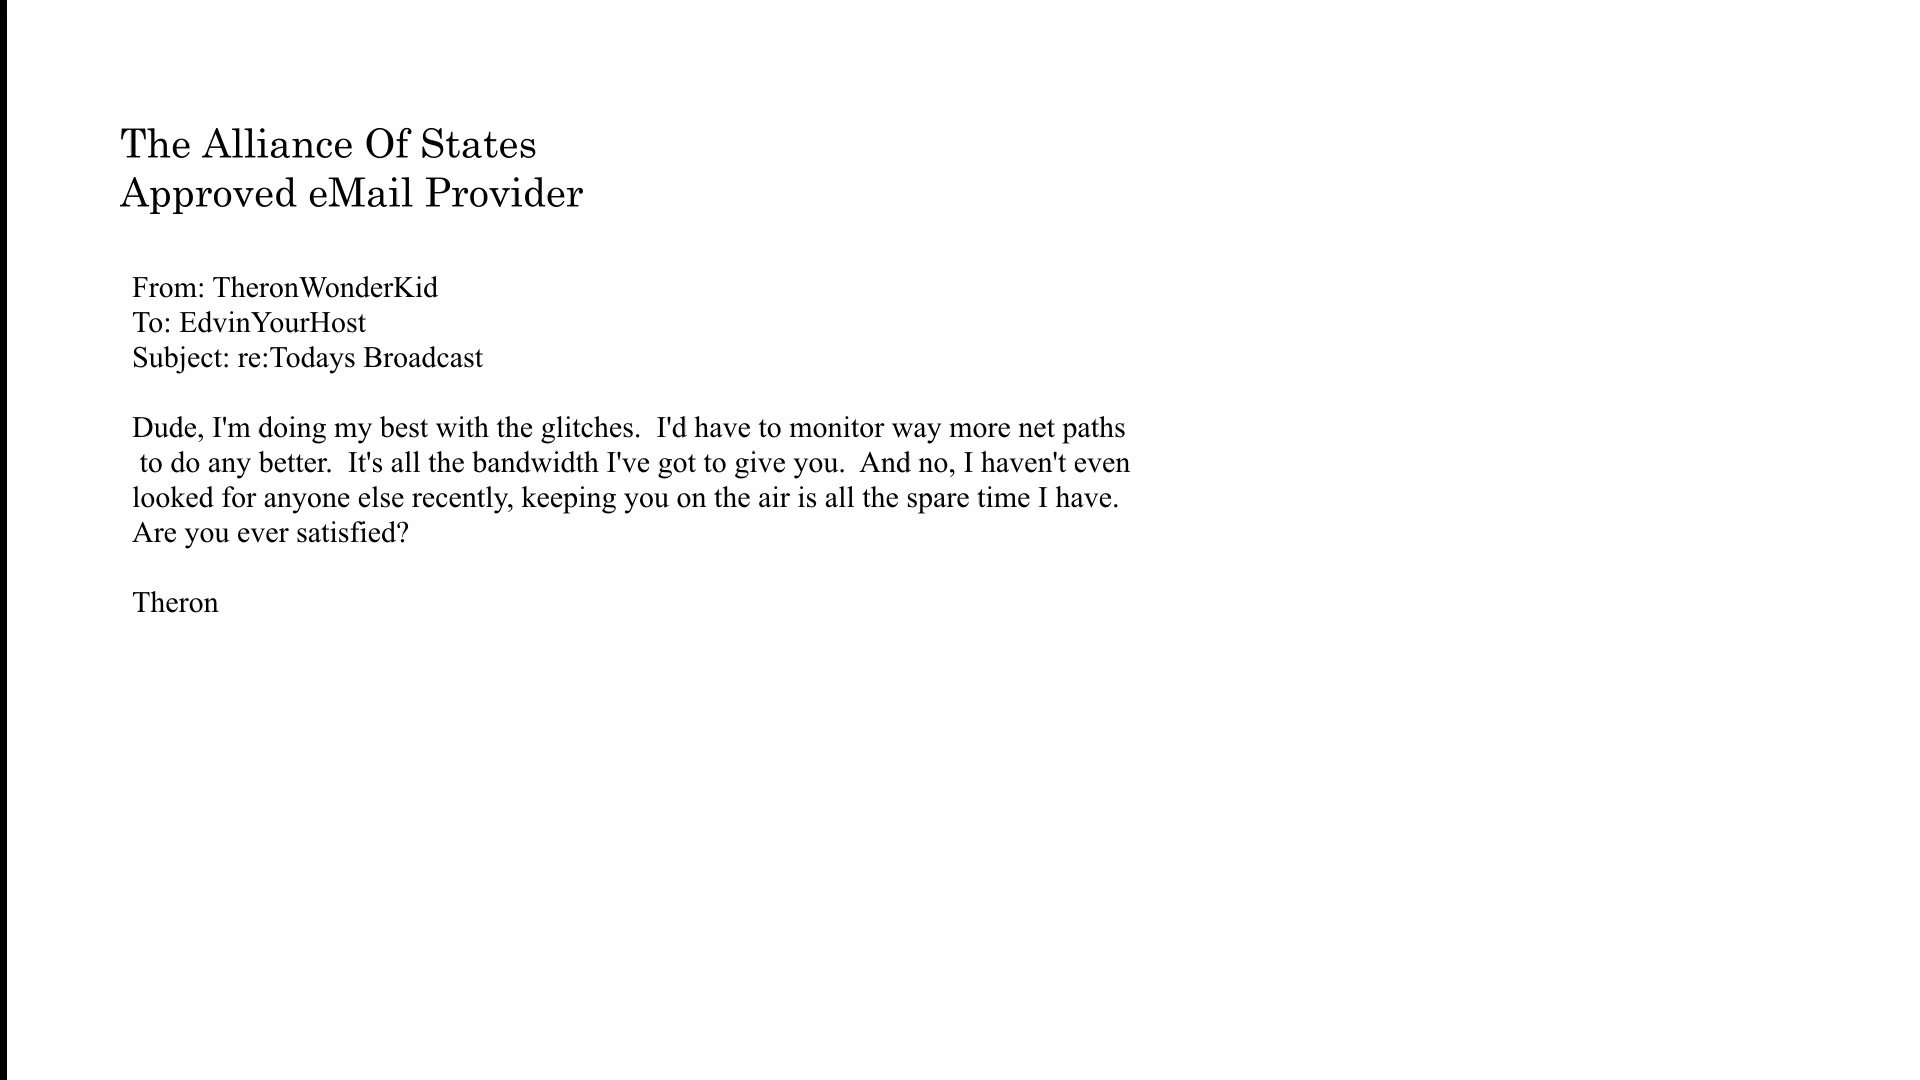 The Alliance Of States
Approved eMail Provider
From: TheronWonderKid
To: EdvinYourHost
Subject: re:Todays Broadcast
Dude, I'm doing my best with the glitches.  I'd have to monitor way more net paths
to do any better.  It's all the bandwidth I've got to give you.  And no, I haven't even
looked for anyone else recently, keeping you on the air is all the spare time I have.
Are you ever satisfied?
Theron